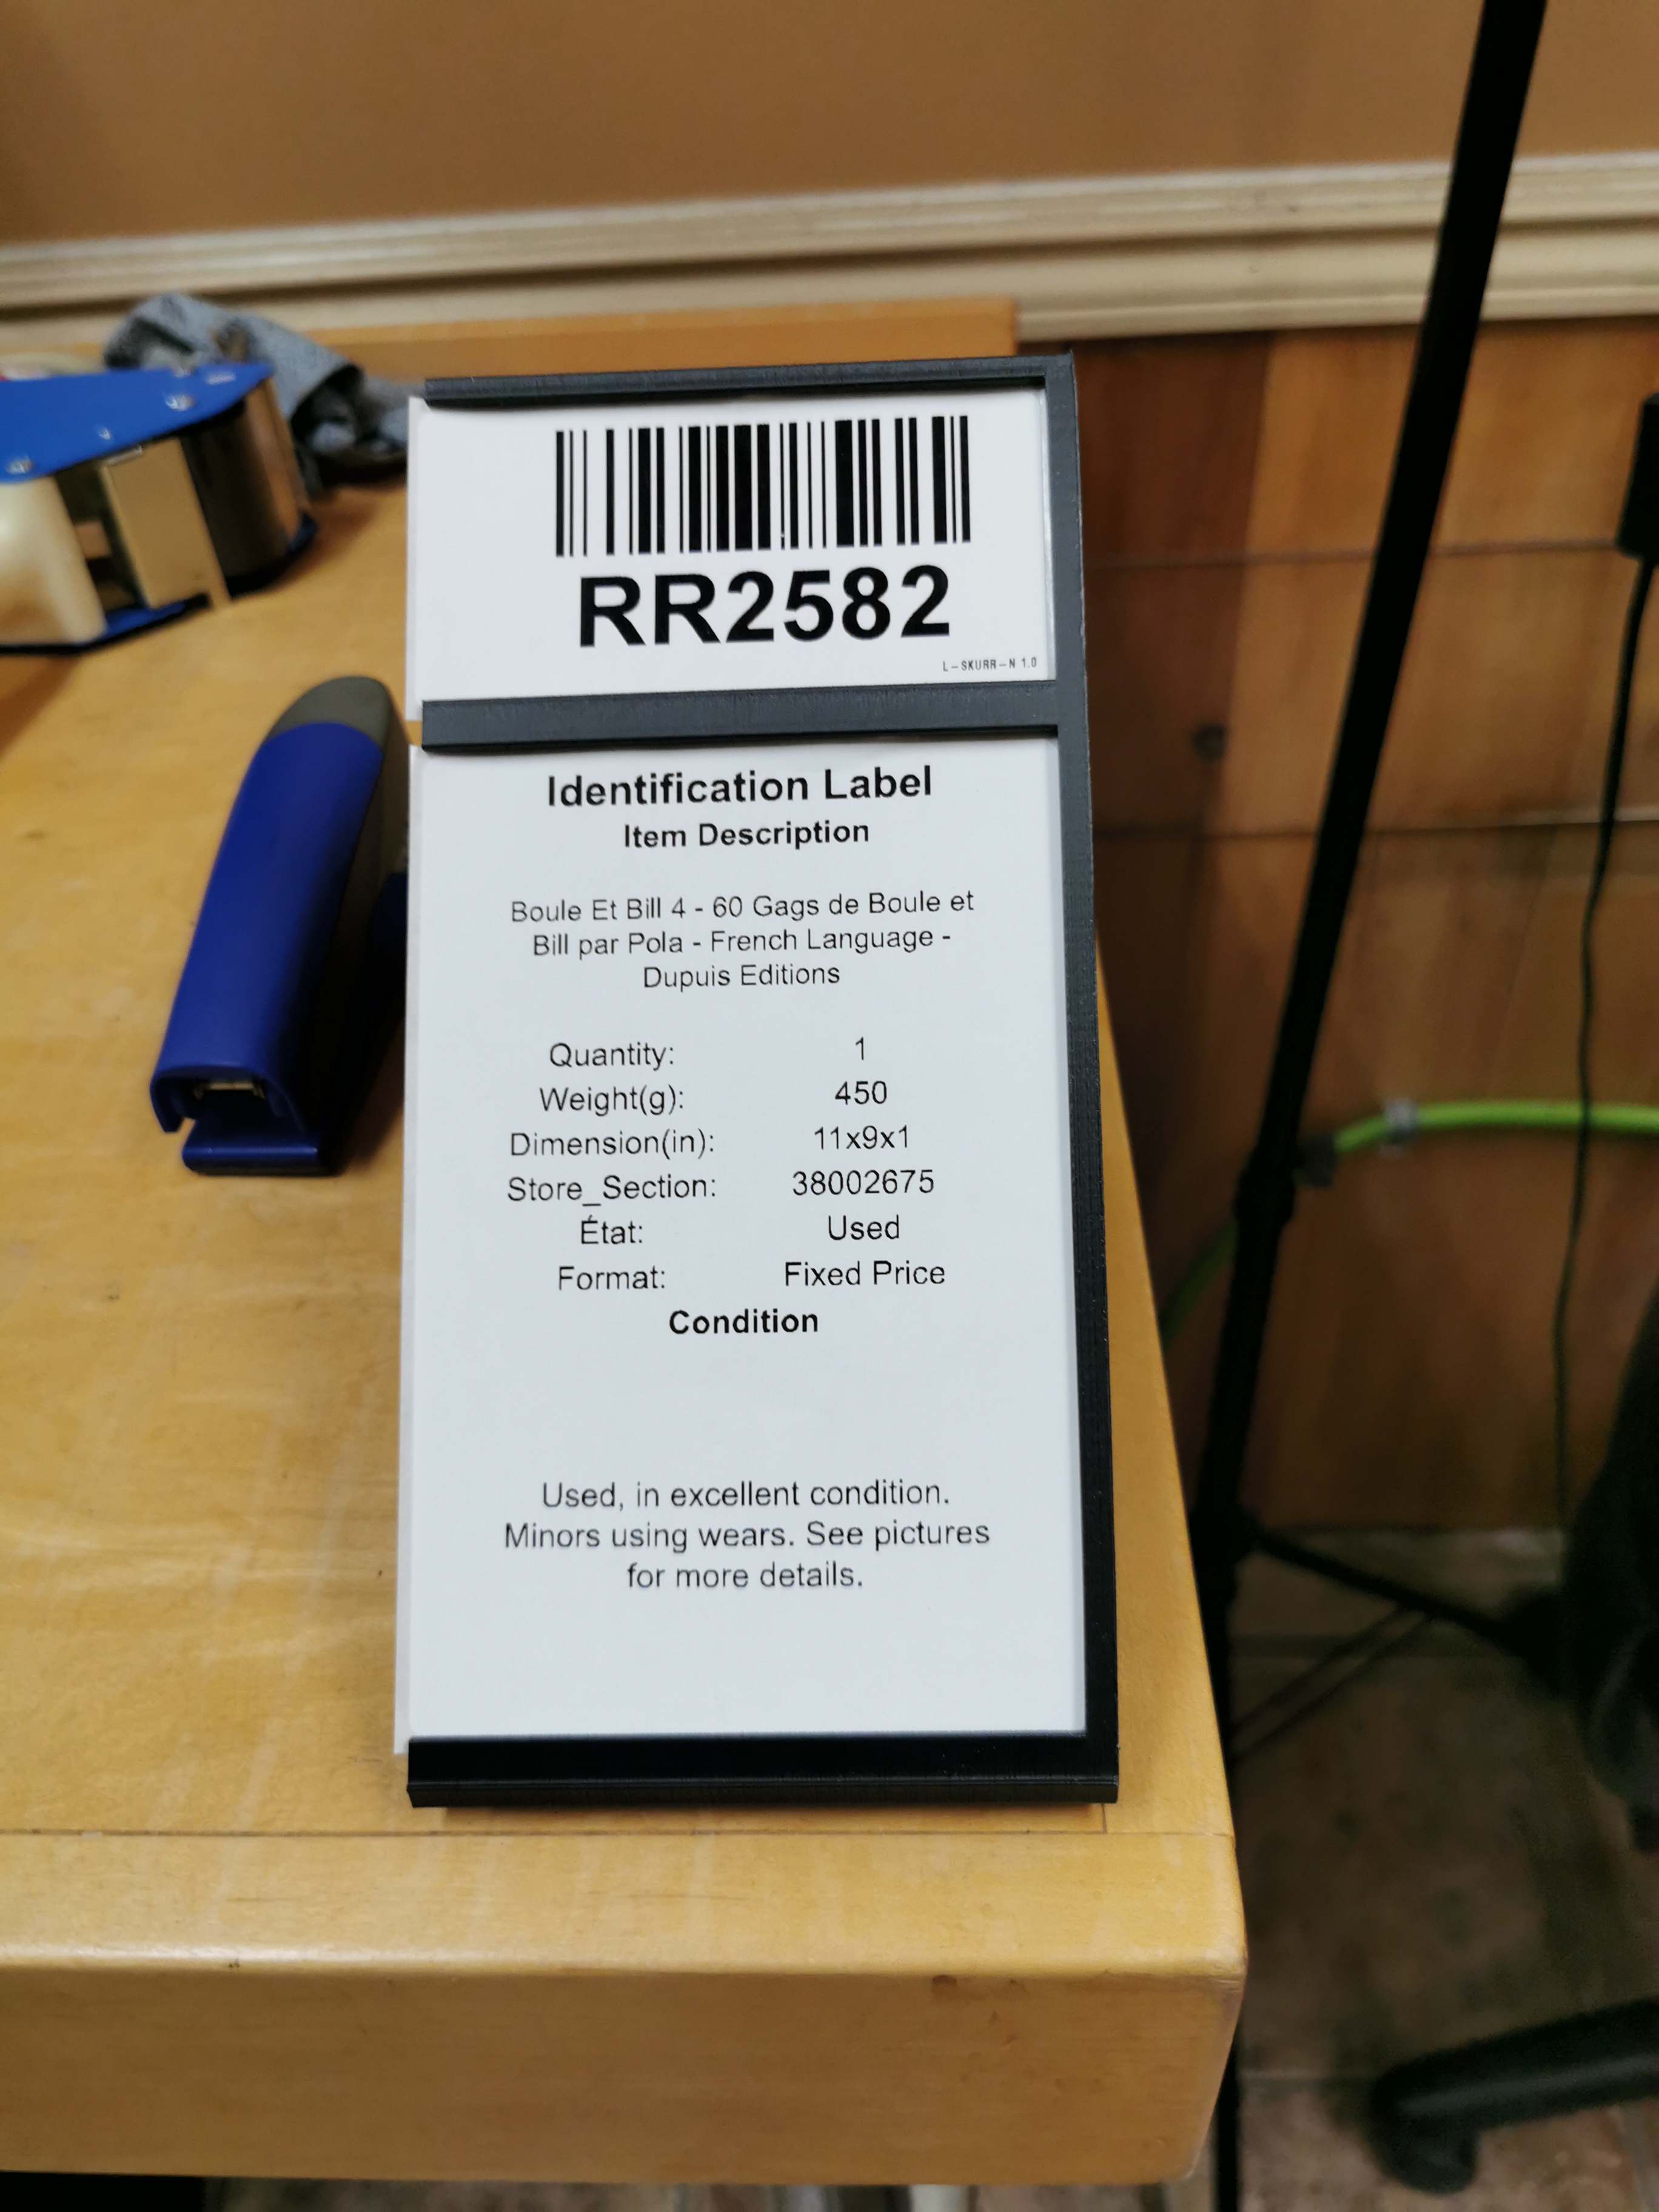 RR2582
L-SKURR-N 1.0
Identification Label
Item Description
Boule Et Bill 4 - 60 Gags de Boule et
Bill par Pola - French Language -
Dupuis Editions
Quantity: 1
Weight(g): 450
Dimension(in): 11x9x1
Store_Section: 38002675
État: Used
Format: Fixed Price
Condition
Used, in excellent condition.
Minors using wears. See pictures
for more details.